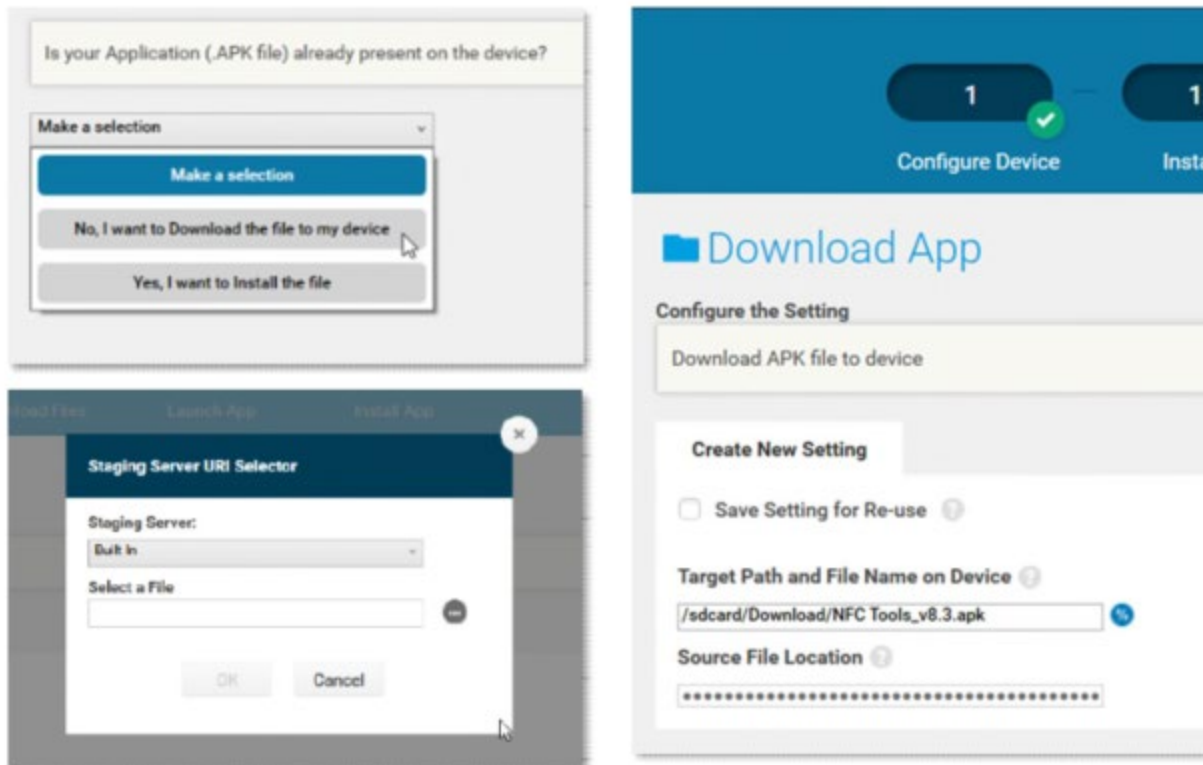 Is your Application (.APK file) already present on the device?
Make a selection
Make a selection
No, I want to Download the file to my device
Yes, I want to Install the file
Launch App
Install App
Staging Server URI Selector
Staging Server:
Built In
Select a File
OK
Cancel
1
1
Configure Device
Download App
Configure the Setting
Download APK file to device
Create New Setting
Save Setting for Re-use
Target Path and File Name on Device
/sdcard/Download/NFC Tools_v8.3.apk
Source File Location